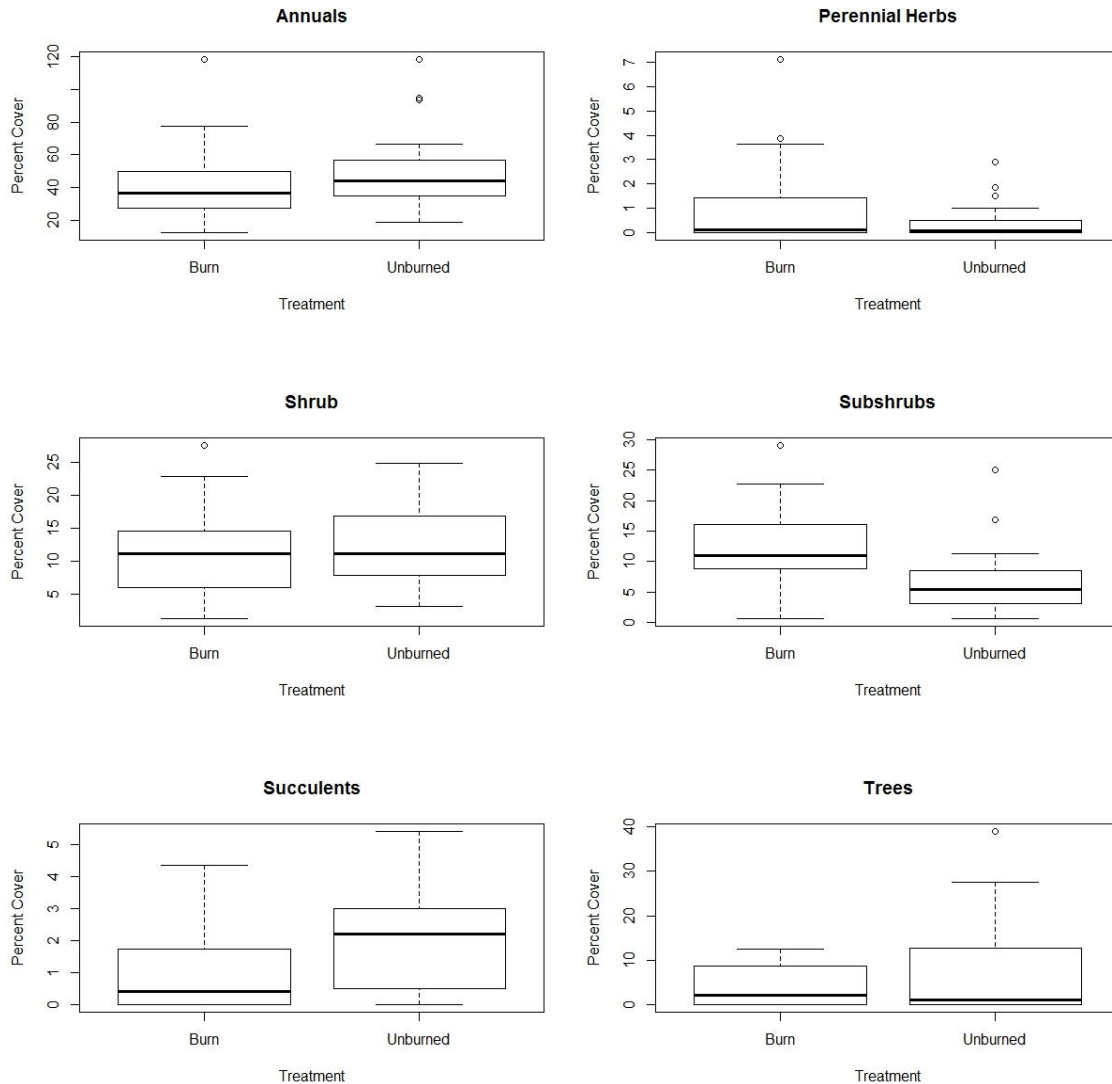 Annuals
Percent Cover
120
80
60
40
20
Burn
Unburned
Treatment
Perennial Herbs
Percent Cover
7
6
5
4
3
2
1
0
Burn
Unburned
Treatment
Shrub
Percent Cover
25
20
15
10
5
Burn
Unburned
Treatment
Subshrubs
Percent Cover
30
25
20
15
10
5
0
Burn
Unburned
Treatment
Succulents
Percent Cover
5
4
3
2
1
0
Burn
Unburned
Treatment
Trees
Percent Cover
40
30
20
10
0
Burn
Unburned
Treatment